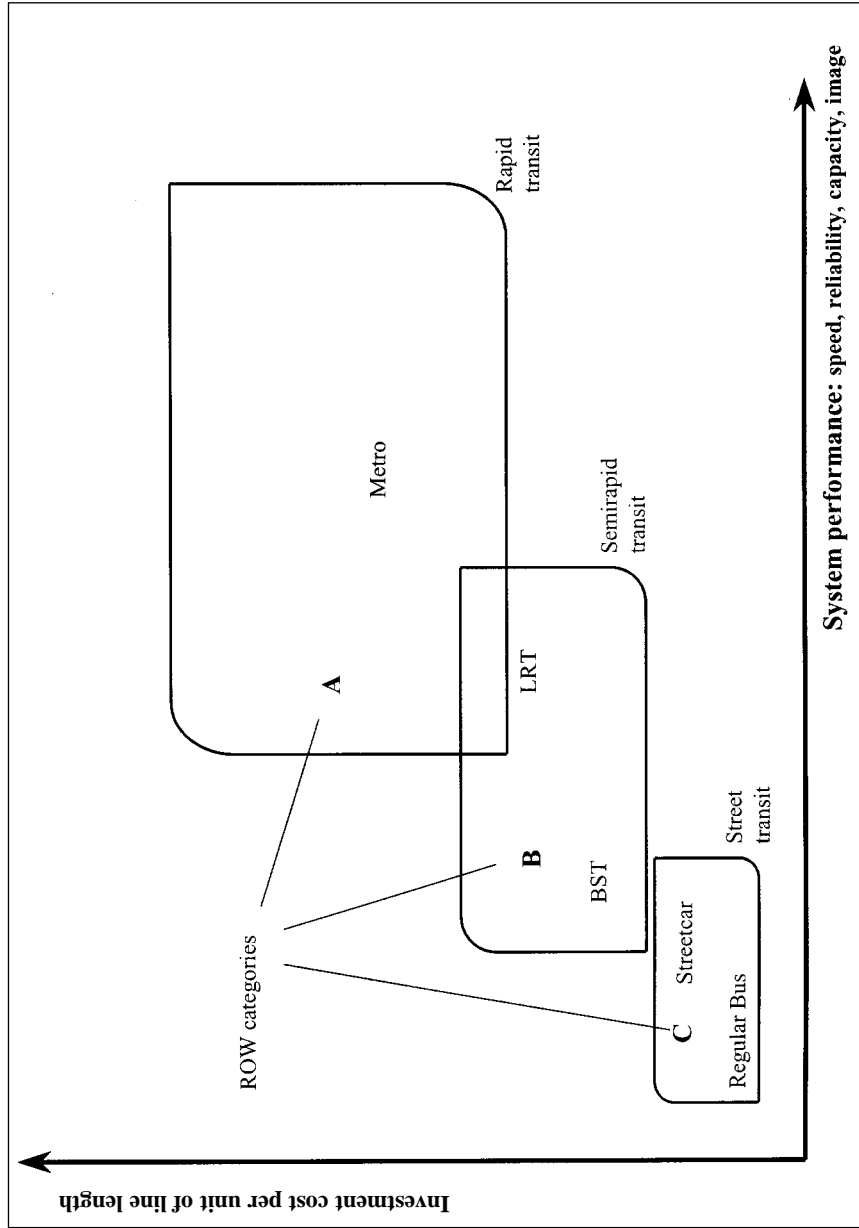 Investment cost per unit of line length
ROW categories
A
Metro
Rapid
transit
B
LRT
BST
Semirapid
transit
C
Streetcar
Regular Bus
Street
transit
System performance: speed, reliability, capacity, image